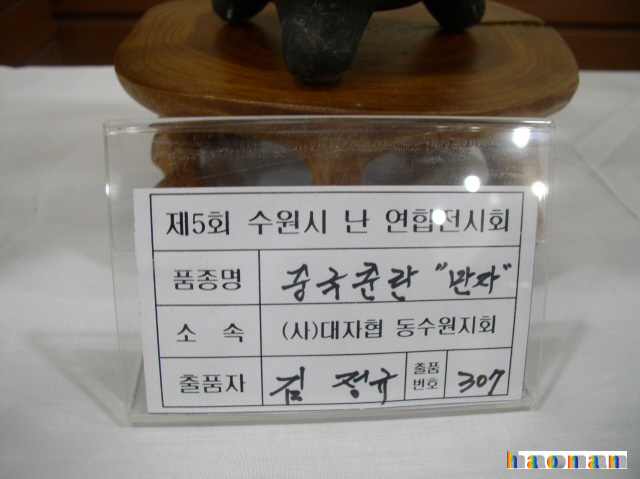 제5회 수원시 난 연합전시회
품종명 중국춘란 "만자"
소 속 (사)대자협 동수원지회
출품자 김 정규 출품번호 307
haonan